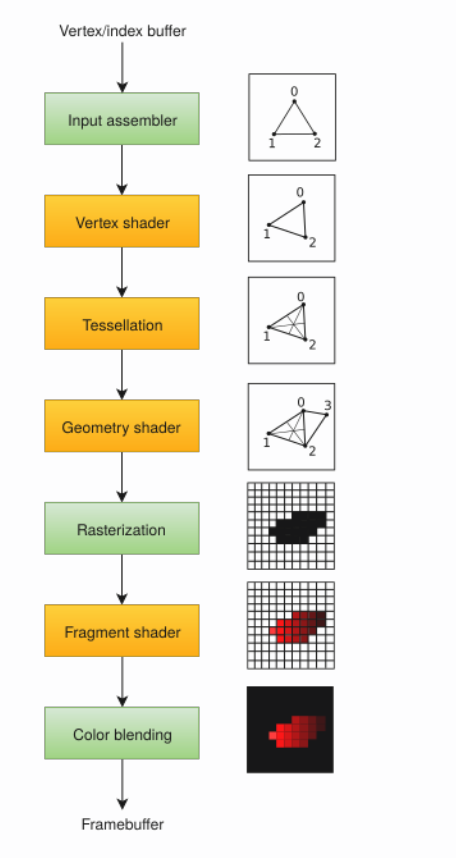 Vertex/index buffer
Input assembler
0
1
2
Vertex shader
0
1
2
Tessellation
0
1
2
Geometry shader
0
3
1
2
Rasterization
Fragment shader
Color blending
Framebuffer